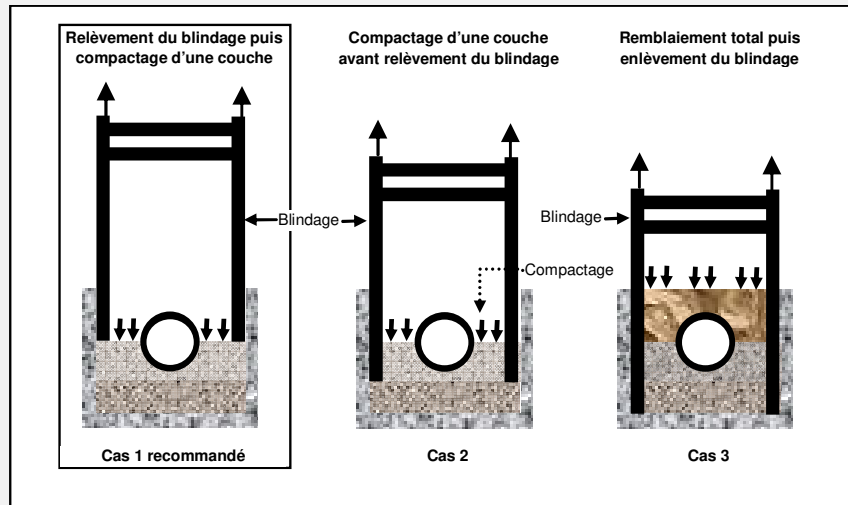 Relèvement du blindage puis
compactage d'une couche
Compactage d'une couche
avant relèvement du blindage
Remblaiement total puis
enlèvement du blindage
Blindage
Blindage
Compactage
Cas 1 recommandé
Cas 2
Cas 3